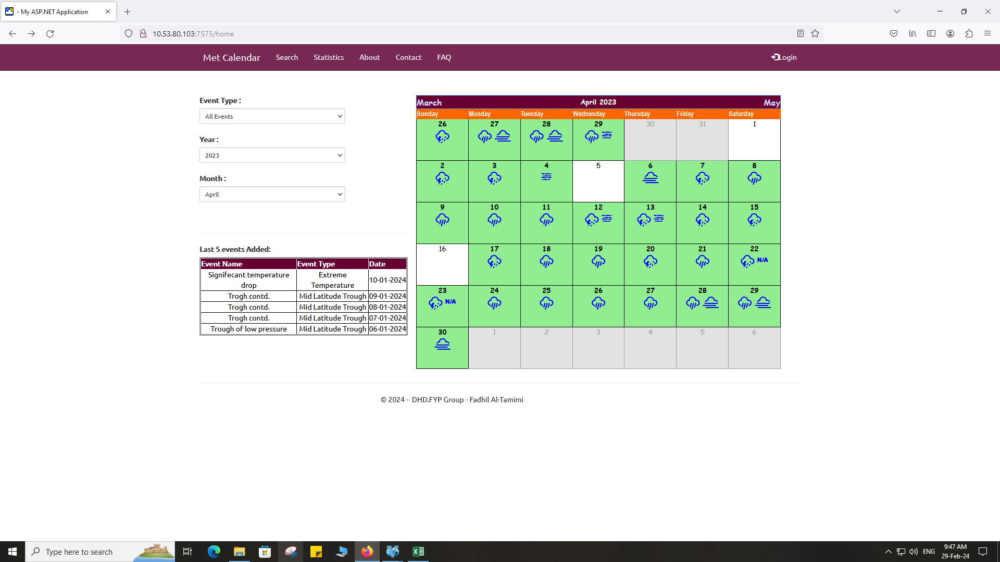 - My ASP.NET Application
10.53.80.103:7575/home
Met Calendar Search Statistics About Contact FAQ Login
Event Type :
All Events
Year :
2023
Month :
April
Last 5 events Added:
Event Name Event Type Date
Signifecant temperature drop Extreme Temperature 10-01-2024
Trogh contd. Mid Latitude Trough 09-01-2024
Trogh contd. Mid Latitude Trough 08-01-2024
Trogh contd. Mid Latitude Trough 07-01-2024
Trough of low pressure Mid Latitude Trough 06-01-2024
March April 2023 May
Sunday Monday Tuesday Wednesday Thursday Friday Saturday
26 27 28 29 30 31 1
2 3 4 5 6 7 8
9 10 11 12 13 14 15
16 17 18 19 20 21 22
N/A
23 24 25 26 27 28 29
N/A
30 1 2 3 4 5 6
© 2024 - DHD.FYP Group - Fadhil Al-Tamimi
Type here to search
ENG
9:47 AM
29-Feb-24